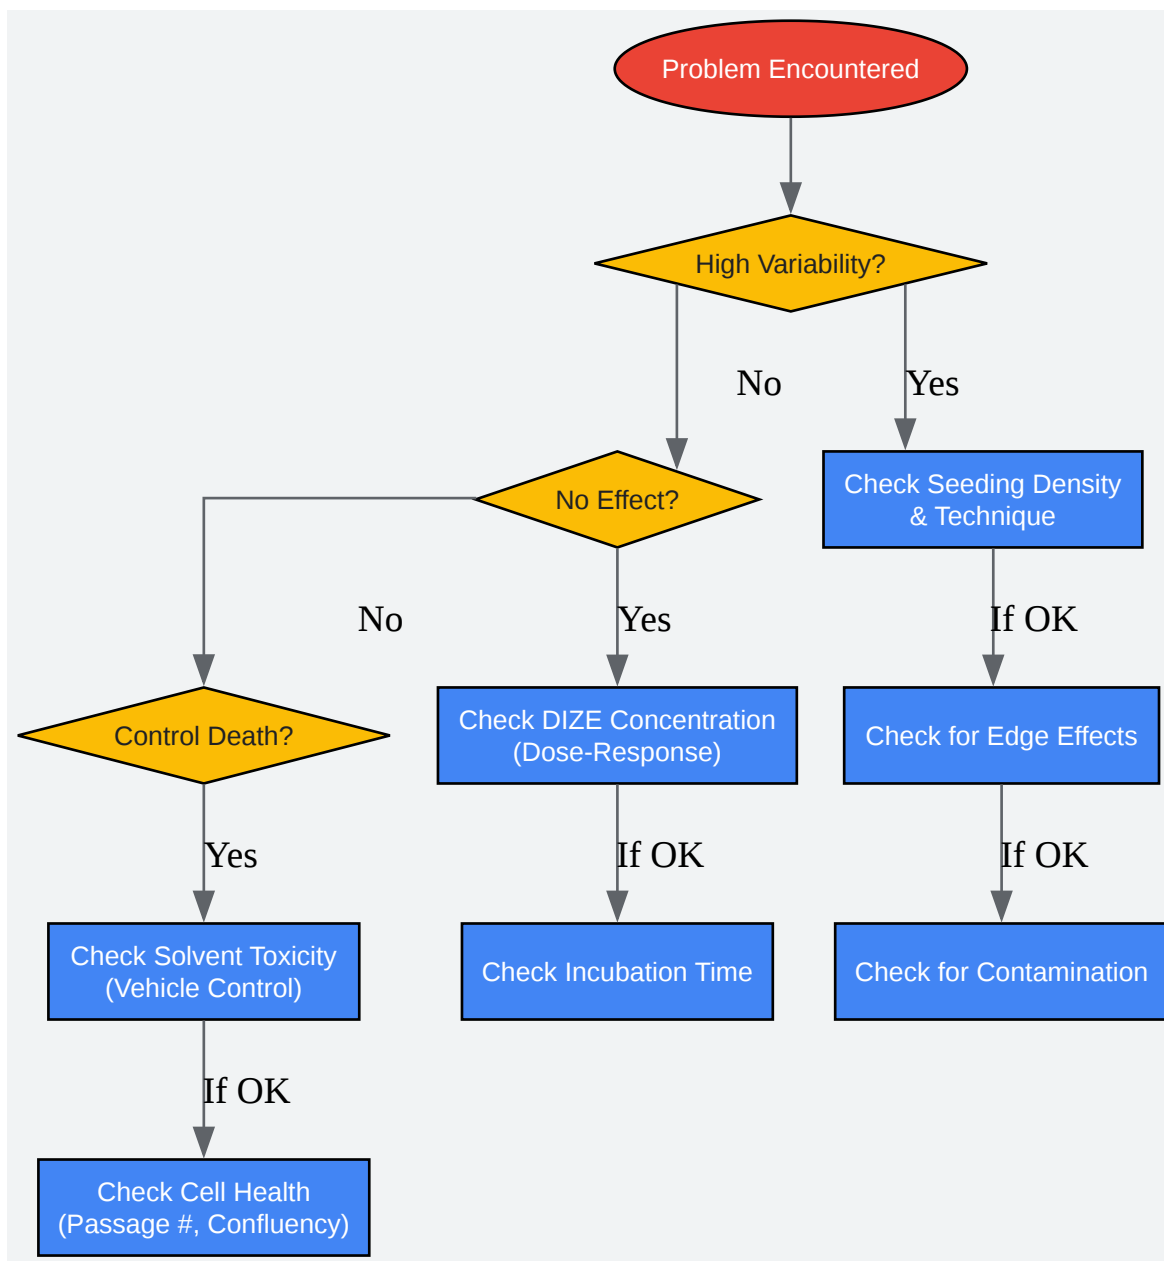 Problem Encountered
High Variability?
No
Yes
No Effect?
Check Seeding Density
& Technique
No
Yes
If OK
Control Death?
Check DIZE Concentration
(Dose-Response)
Check for Edge Effects
Yes
If OK
If OK
Check Solvent Toxicity
(Vehicle Control)
Check Incubation Time
Check for Contamination
If OK
Check Cell Health
(Passage #, Confluency)